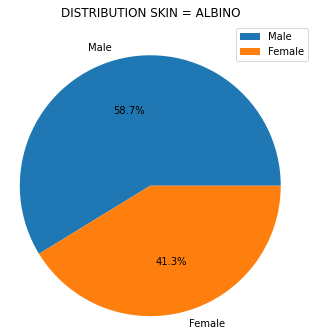 DISTRIBUTION SKIN = ALBINO
Male
Male
Female
58.7%
41.3%
Female